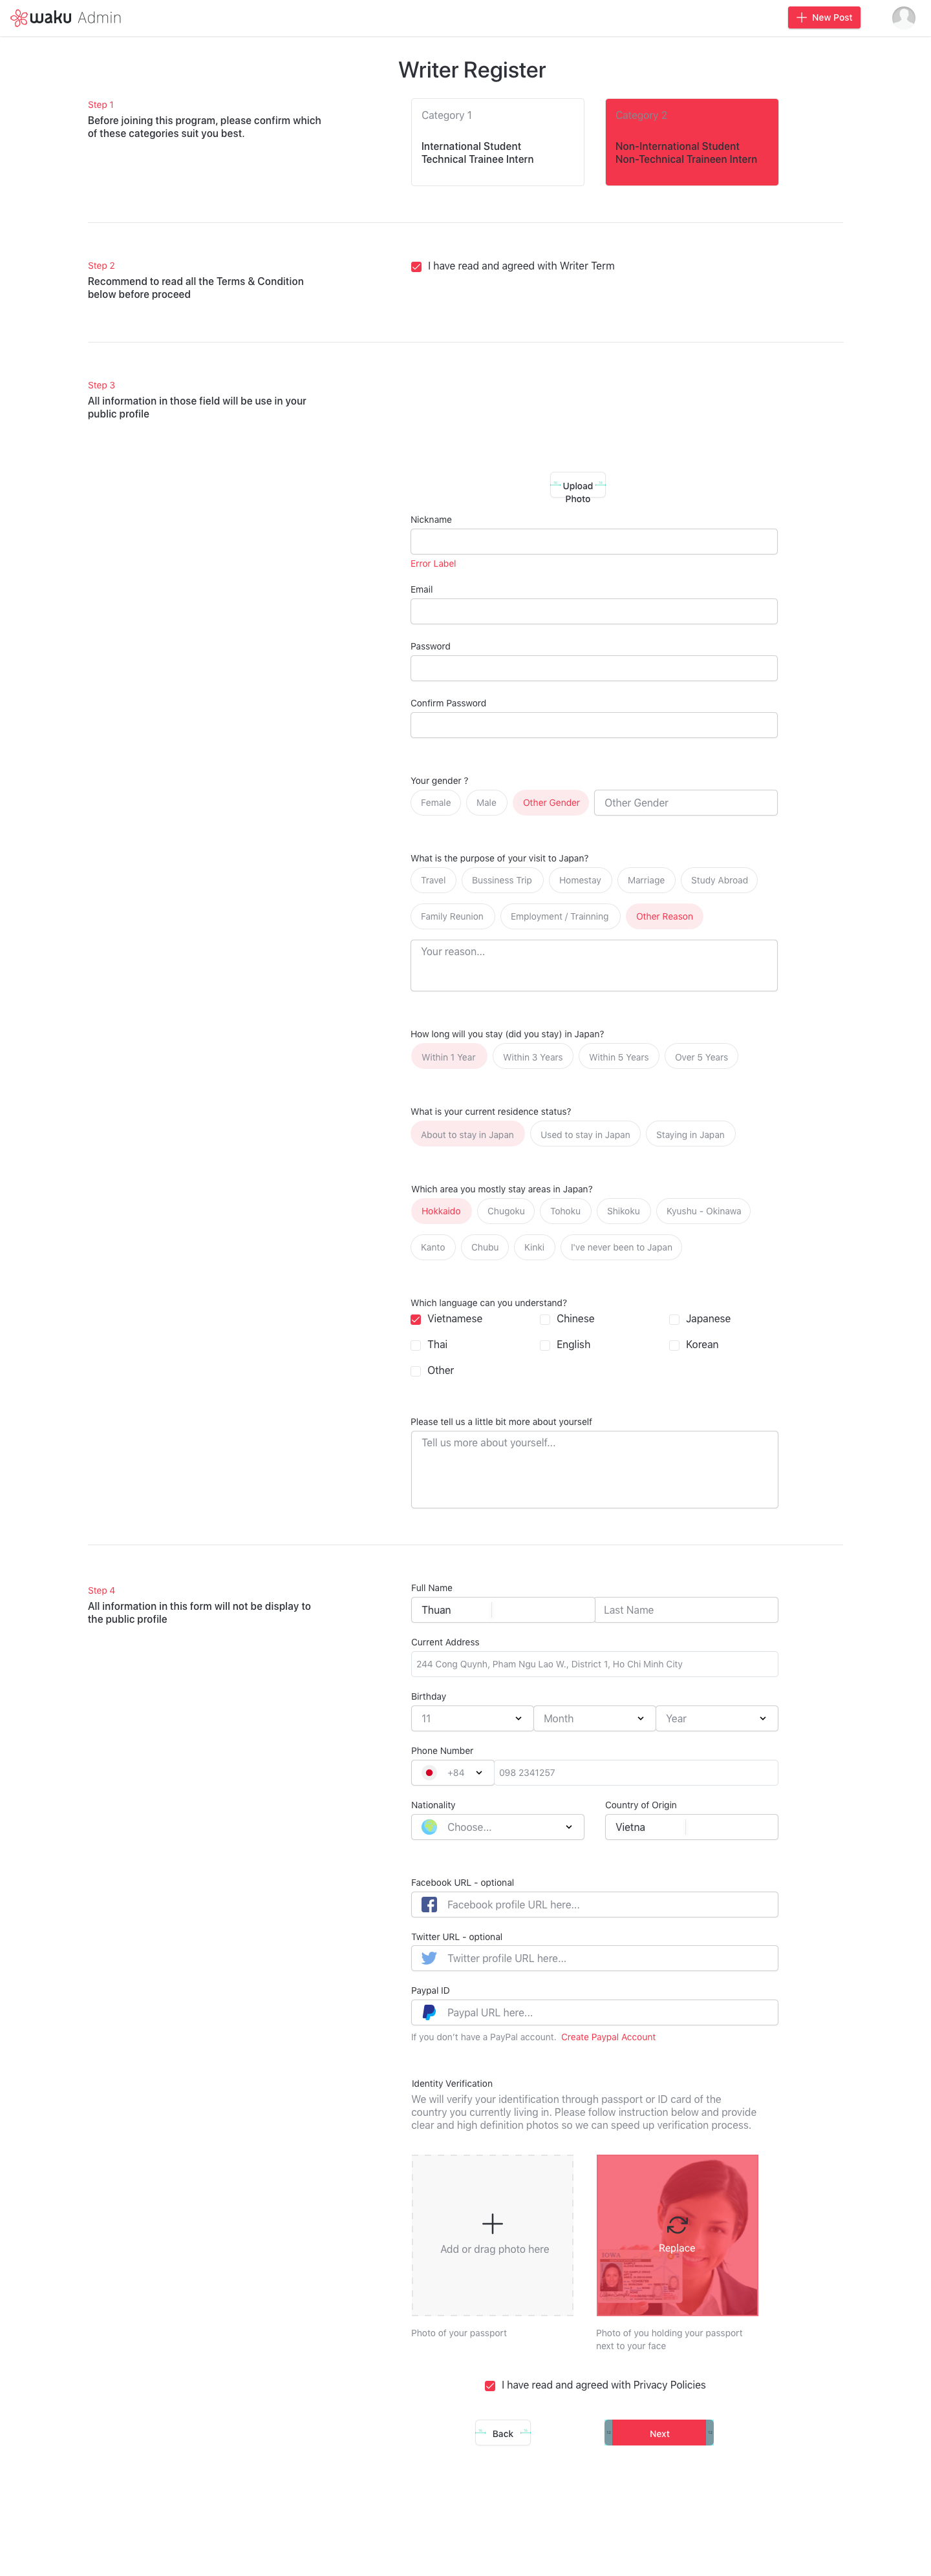 waku Admin
New Post
Writer Register
Step 1
Before joining this program, please confirm which
of these categories suit you best.
Category 1
International Student
Technical Trainee Intern
Category 2
Non-International Student
Non-Technical Traineen Intern
Step 2
Recommend to read all the Terms & Condition
below before proceed
I have read and agreed with Writer Term
Step 3
All information in those field will be use in your
public profile
Upload
Photo
Nickname
Error Label
Email
Password
Confirm Password
Your gender ?
Female
Male
Other Gender
Other Gender
What is the purpose of your visit to Japan?
Travel
Bussiness Trip
Homestay
Marriage
Study Abroad
Family Reunion
Employment / Trainning
Other Reason
Your reason...
How long will you stay (did you stay) in Japan?
Within 1 Year
Within 3 Years
Within 5 Years
Over 5 Years
What is your current residence status?
About to stay in Japan
Used to stay in Japan
Staying in Japan
Which area you mostly stay areas in Japan?
Hokkaido
Chugoku
Tohoku
Shikoku
Kyushu - Okinawa
Kanto
Chubu
Kinki
I've never been to Japan
Which language can you understand?
Vietnamese
Chinese
Japanese
Thai
English
Korean
Other
Please tell us a little bit more about yourself
Tell us more about yourself...
Step 4
All information in this form will not be display to
the public profile
Full Name
Thuan
Last Name
Current Address
244 Cong Quynh, Pham Ngu Lao W., District 1, Ho Chi Minh City
Birthday
11
Month
Year
Phone Number
+84
098 2341257
Nationality
Choose...
Country of Origin
Vietna
Facebook URL - optional
Facebook profile URL here...
Twitter URL - optional
Twitter profile URL here...
Paypal ID
Paypal URL here...
If you don't have a PayPal account. Create Paypal Account
Identity Verification
We will verify your identification through passport or ID card of the
country you currently living in. Please follow instruction below and provide
clear and high definition photos so we can speed up verification process.
Add or drag photo here
Replace
Photo of your passport
Photo of you holding your passport
next to your face
I have read and agreed with Privacy Policies
Back
Next